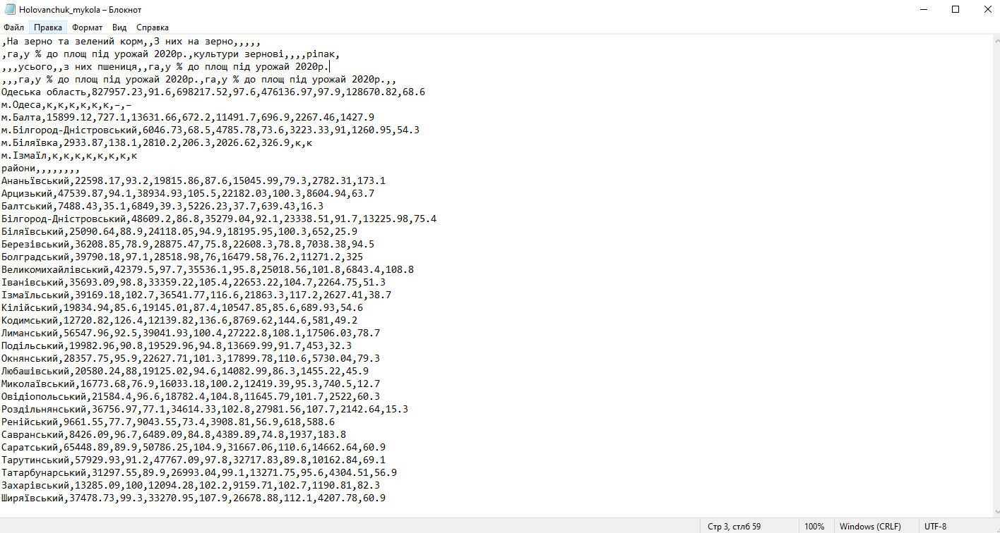 Holovanchuk_mykola – Блокнот
Файл Правка Формат Вид Справка
,На зерно та зелений корм,,З них на зерно,,,,,
,га,у % до площ під урожай 2020р.,культури зернові,,,,ріпак,
,,,усього,,з них пшениця,,га,у % до площ під урожай 2020р.
,,,га,у % до площ під урожай 2020р.,га,у % до площ під урожай 2020р.,,
Одеська область,827957.23,91.6,698217.52,97.6,476136.97,97.9,128670.82,68.6
м.Одеса,к,к,к,к,к,к,–,–
м.Балта,15899.12,727.1,13631.66,672.2,11491.7,696.9,2267.46,1427.9
м.Білгород-Дністровський,6046.73,68.5,4785.78,73.6,3223.33,91,1260.95,54.3
м.Біляївка,2933.87,138.1,2810.2,206.3,2026.62,326.9,к,к
м.Ізмаїл,к,к,к,к,к,к,к,к
райони,,,,,,,,
Ананьївський,22598.17,93.2,19815.86,87.6,15045.99,79.3,2782.31,173.1
Арцизький,47539.87,94.1,38934.93,105.5,22182.03,100.3,8604.94,63.7
Балтський,7488.43,35.1,6849,39.3,5226.23,37.7,639.43,16.3
Білгород-Дністровський,48609.2,86.8,35279.04,92.1,23338.51,91.7,13225.98,75.4
Біляївський,25090.64,88.9,24118.05,94.9,18195.95,100.3,652,25.9
Березівський,36208.85,78.9,28875.47,75.8,22608.3,78.8,7038.38,94.5
Болградський,39790.18,97.1,28518.98,76,16479.58,76.2,11271.2,325
Великомихайлівський,42379.5,97.7,35536.1,95.8,25018.56,101.8,6843.4,108.8
Іванівський,35693.09,98.8,33359.22,105.4,22653.22,104.7,2264.75,51.3
Ізмаїльський,39169.18,102.7,36541.77,116.6,21863.3,117.2,2627.41,38.7
Кілійський,19834.94,85.6,19145.01,87.4,10547.85,85.6,689.93,54.6
Кодимський,12720.82,126.4,12139.82,136.6,8769.62,144.6,581,49.2
Лиманський,56547.96,92.5,39041.93,100.4,27222.8,108.1,17506.03,78.7
Подільський,19982.96,90.8,19529.96,94.8,13669.99,91.7,453,32.3
Окнянський,28357.75,95.9,22627.71,101.3,17899.78,110.6,5730.04,79.3
Любашівський,20580.24,88,19125.02,94.6,14082.99,86.3,1455.22,45.9
Миколаївський,16773.68,76.9,16033.18,100.2,12419.39,95.3,740.5,12.7
Овідіопольський,21584.4,96.6,18782.4,104.8,11645.79,101.7,2522,60.3
Роздільнянський,36756.97,77.1,34614.33,102.8,27981.56,107.7,2142.64,15.3
Ренійський,9661.55,77.7,9043.55,73.4,3908.81,56.9,618,588.6
Савранський,8426.09,96.7,6489.09,84.8,4389.89,74.8,1937,183.8
Саратський,65448.89,89.9,50786.25,104.9,31667.06,110.6,14662.64,60.9
Тарутинський,57929.93,91.2,47767.09,97.8,32717.83,89.8,10162.84,69.1
Татарбунарський,31297.55,89.9,26993.04,99.1,13271.75,95.6,4304.51,56.9
Захарівський,13285.09,100,12094.28,102.2,9159.71,102.7,1190.81,82.3
Ширяївський,37478.73,99.3,33270.95,107.9,26678.88,112.1,4207.78,60.9
Стр 3, стлб 59 100% Windows (CRLF) UTF-8